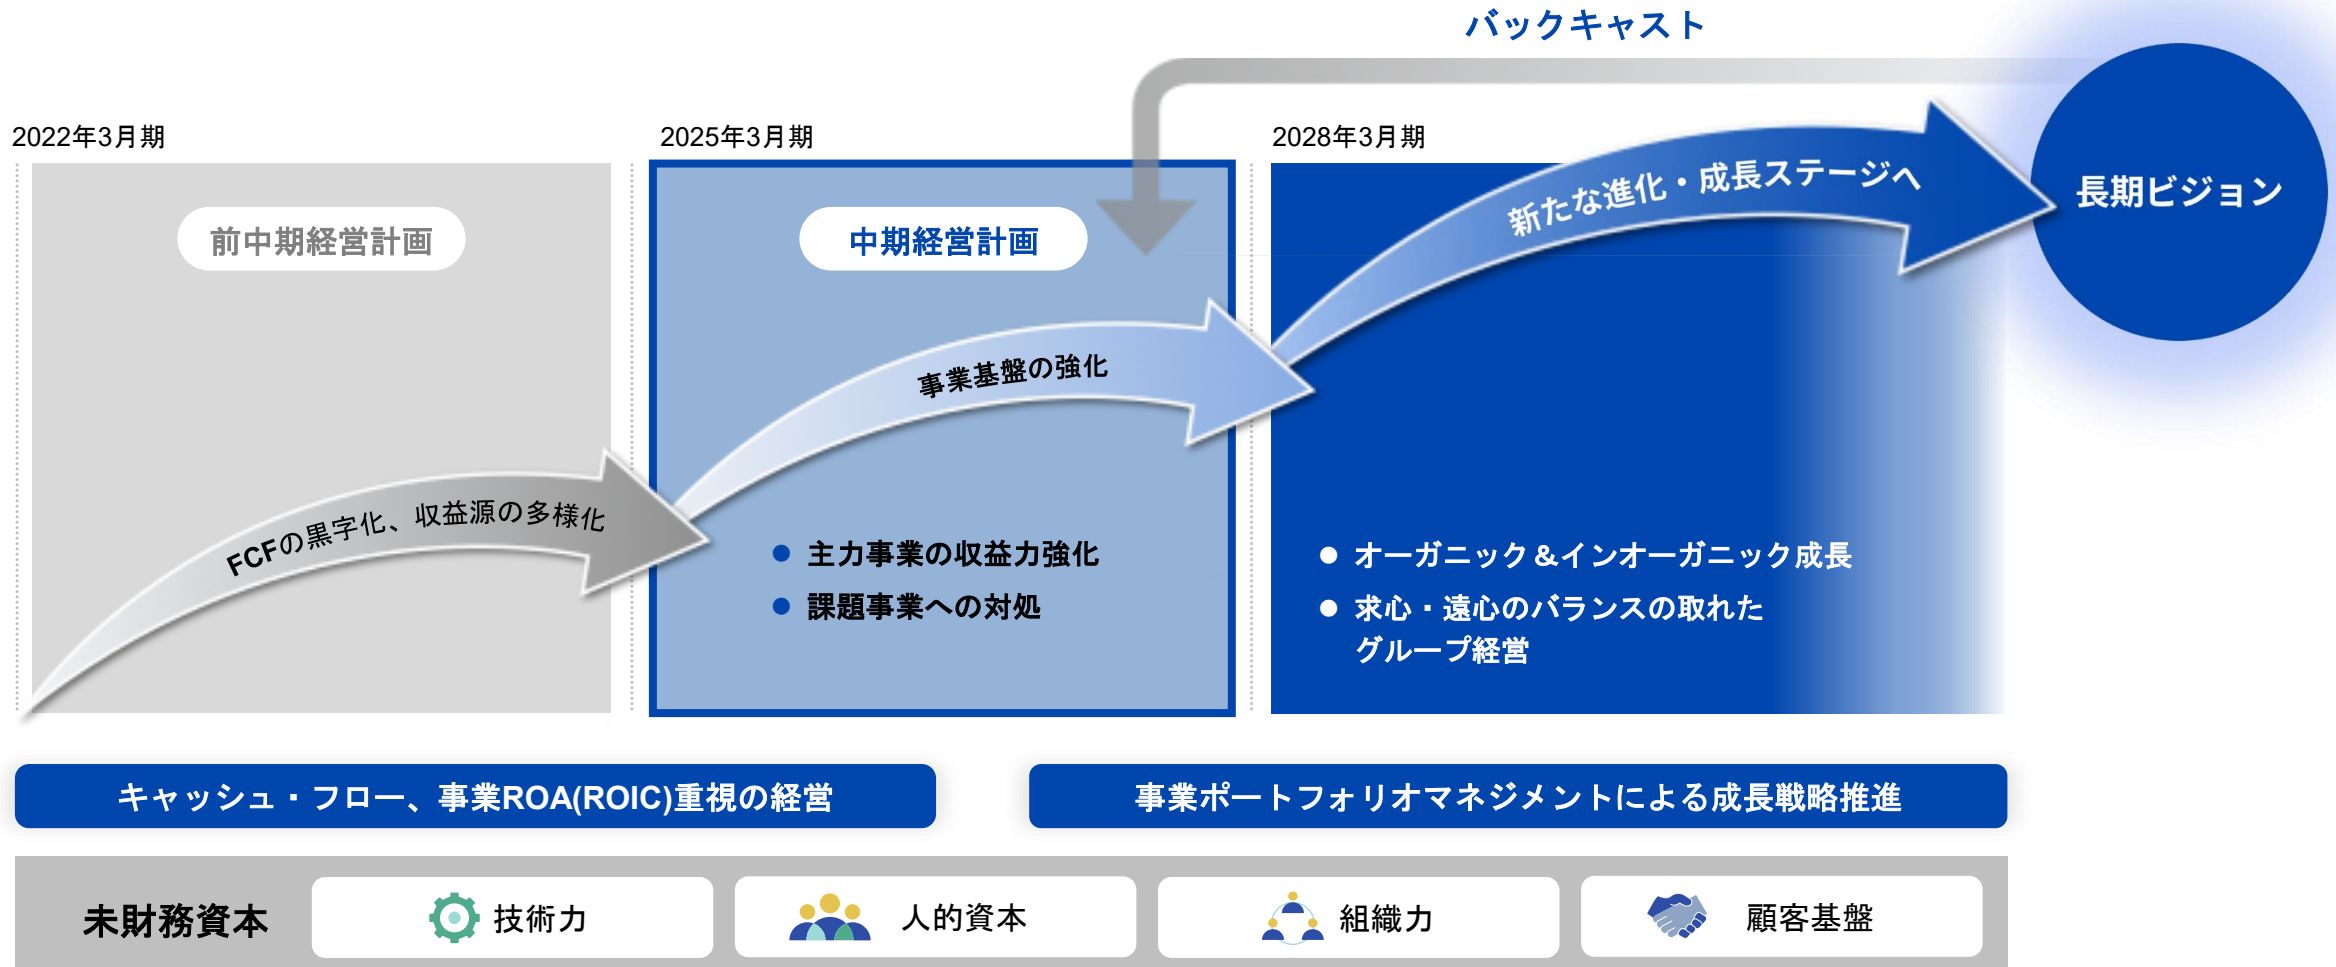 バックキャスト
2022年3月期
2025年3月期
2028年3月期
前中期経営計画
中期経営計画
新たな進化・成長ステージへ
長期ビジョン
事業基盤の強化
FCFの黒字化、収益源の多様化
主力事業の収益力強化
課題事業への対処
オーガニック＆インオーガニック成長
求心・遠心のバランスの取れた
グループ経営
キャッシュ・フロー、事業ROA(ROIC)重視の経営
事業ポートフォリオマネジメントによる成長戦略推進
未財務資本
技術力
人的資本
組織力
顧客基盤